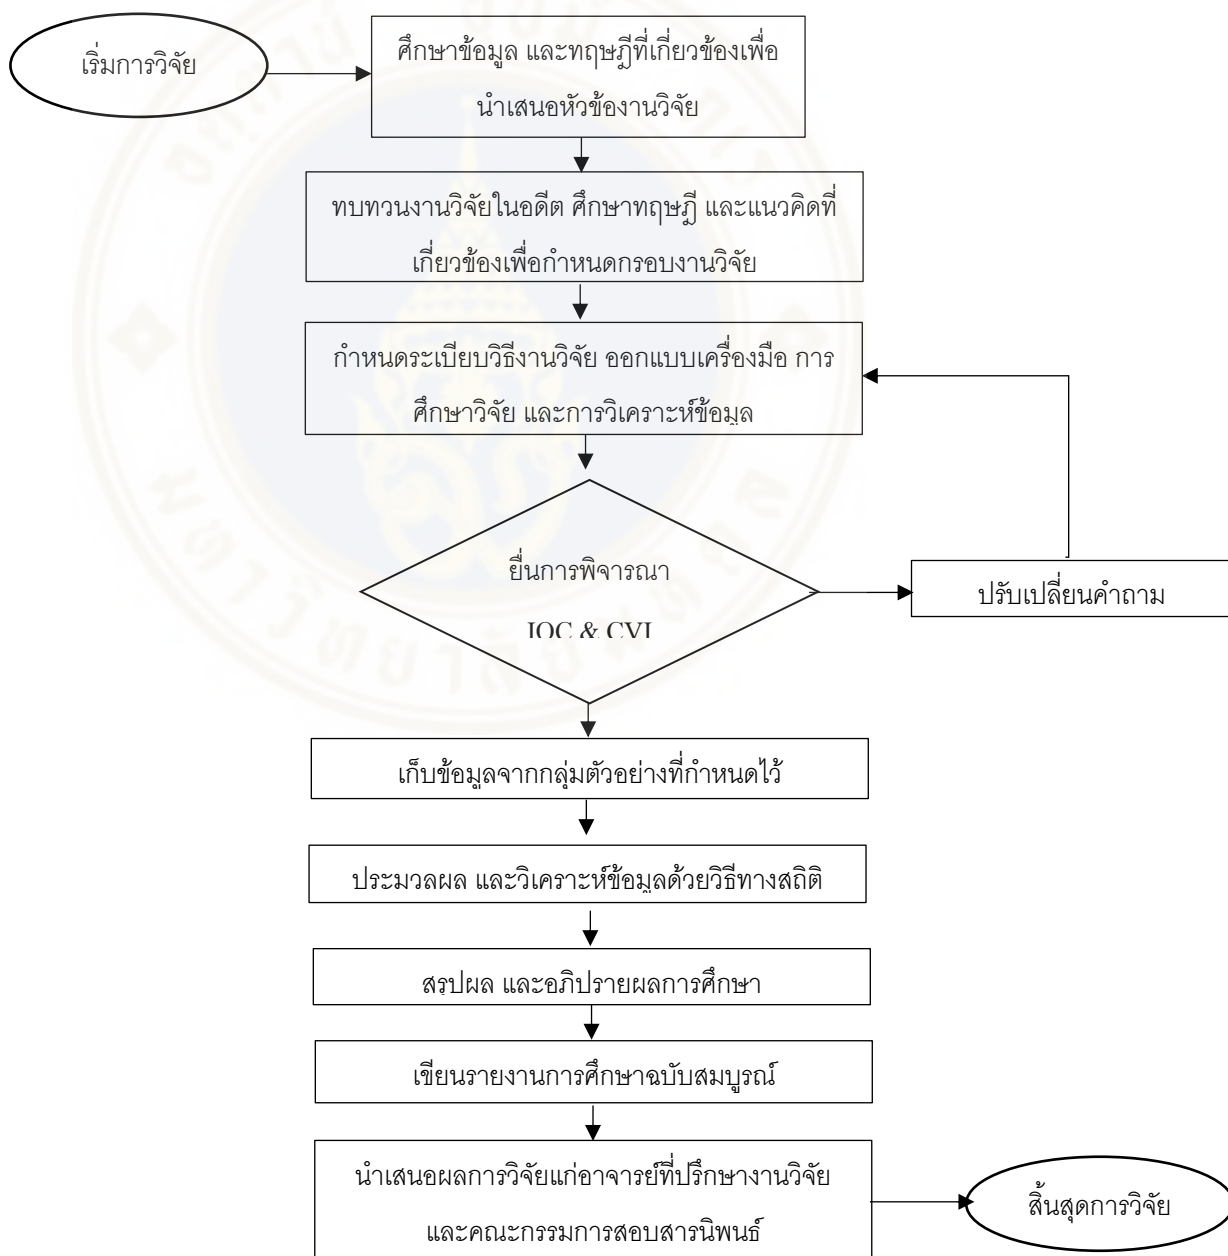 เริ่มการวิจัย
ศึกษาข้อมูล และทฤษฎีที่เกี่ยวข้องเพื่อ
นำเสนอหัวข้องานวิจัย
ทบทวนงานวิจัยในอดีต ศึกษาทฤษฎี และแนวคิดที่
เกี่ยวข้องเพื่อกำหนดกรอบงานวิจัย
กำหนดระเบียบวิธีงานวิจัย ออกแบบเครื่องมือ การ
ศึกษาวิจัย และการวิเคราะห์ข้อมูล
ยื่นการพิจารณา
IOC & CVI
ปรับเปลี่ยนคำถาม
เก็บข้อมูลจากกลุ่มตัวอย่างที่กำหนดไว้
ประมวลผล และวิเคราะห์ข้อมูลด้วยวิธีทางสถิติ
สรุปผล และอภิปรายผลการศึกษา
เขียนรายงานการศึกษาฉบับสมบูรณ์
นำเสนอผลการวิจัยแก่อาจารย์ที่ปรึกษางานวิจัย
และคณะกรรมการสอบสารนิพนธ์
สิ้นสุดการวิจัย
มหาวิทยาลัยมหิดล